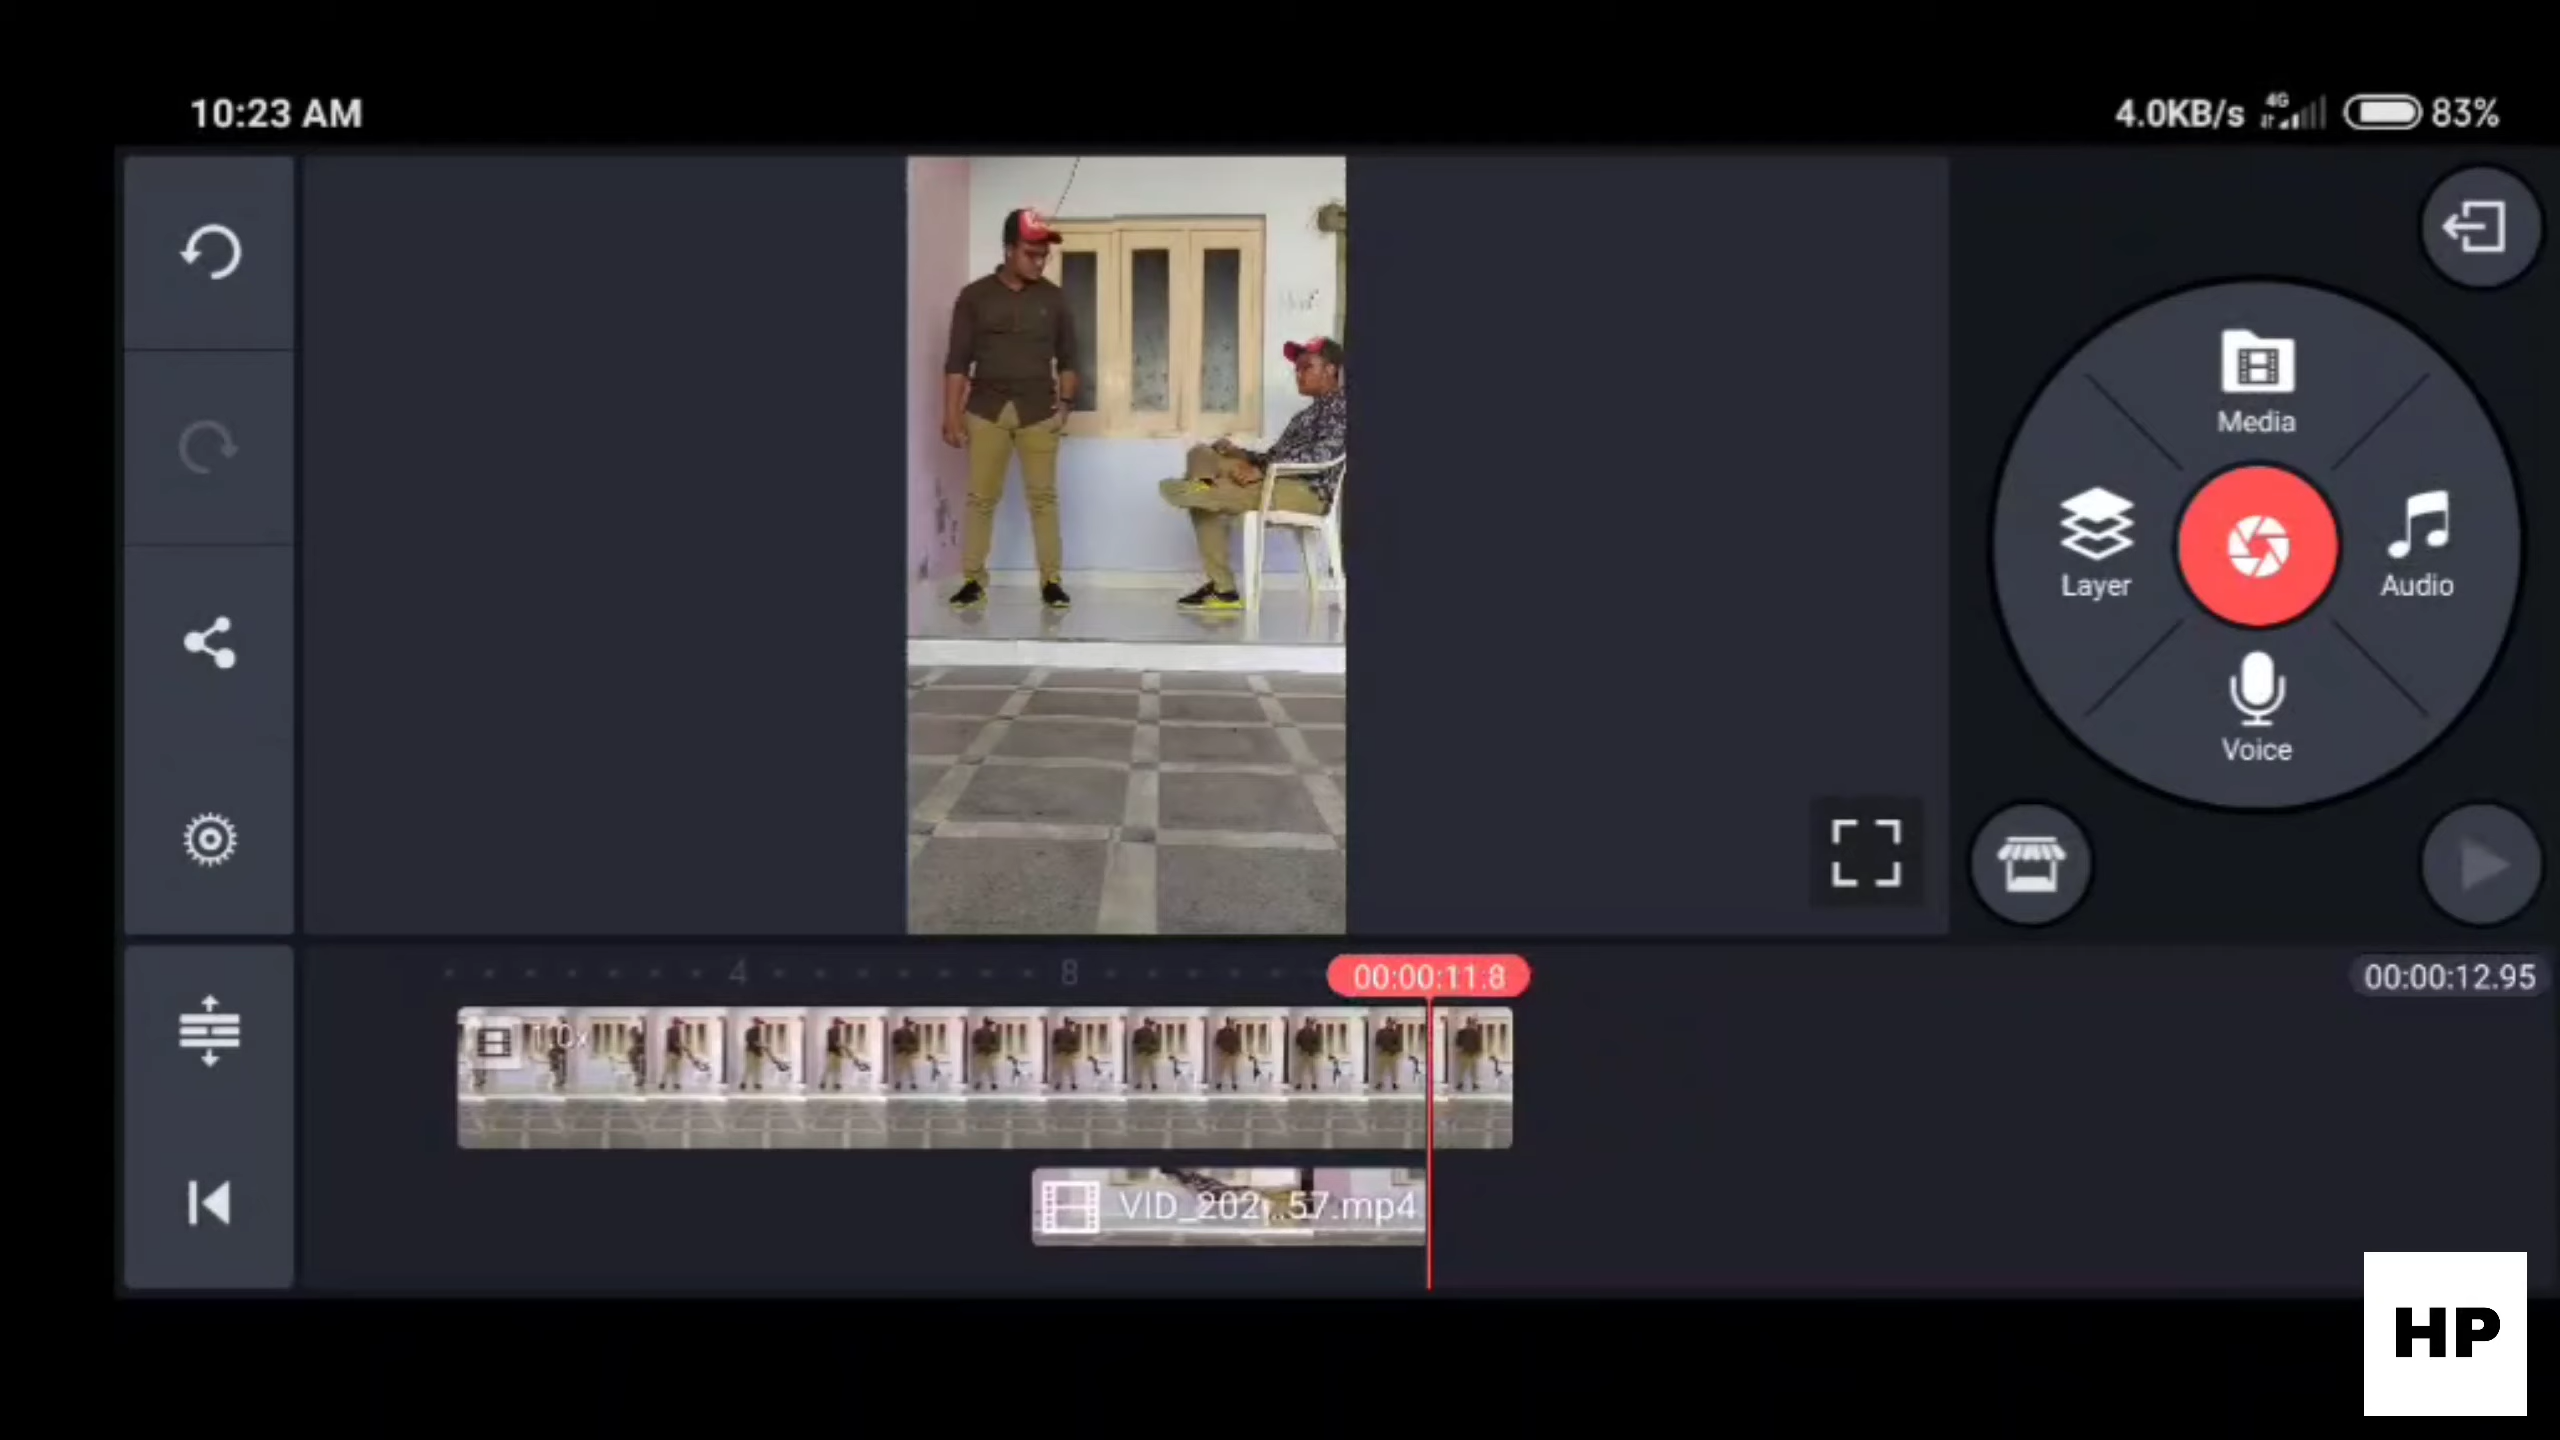 10:23 AM
4.0KB/s 4G 83%
Media
Layer
Audio
Voice
4 8 00:00:11:8 00:00:12.95
1.0x
VID_202...57.mp4
HP